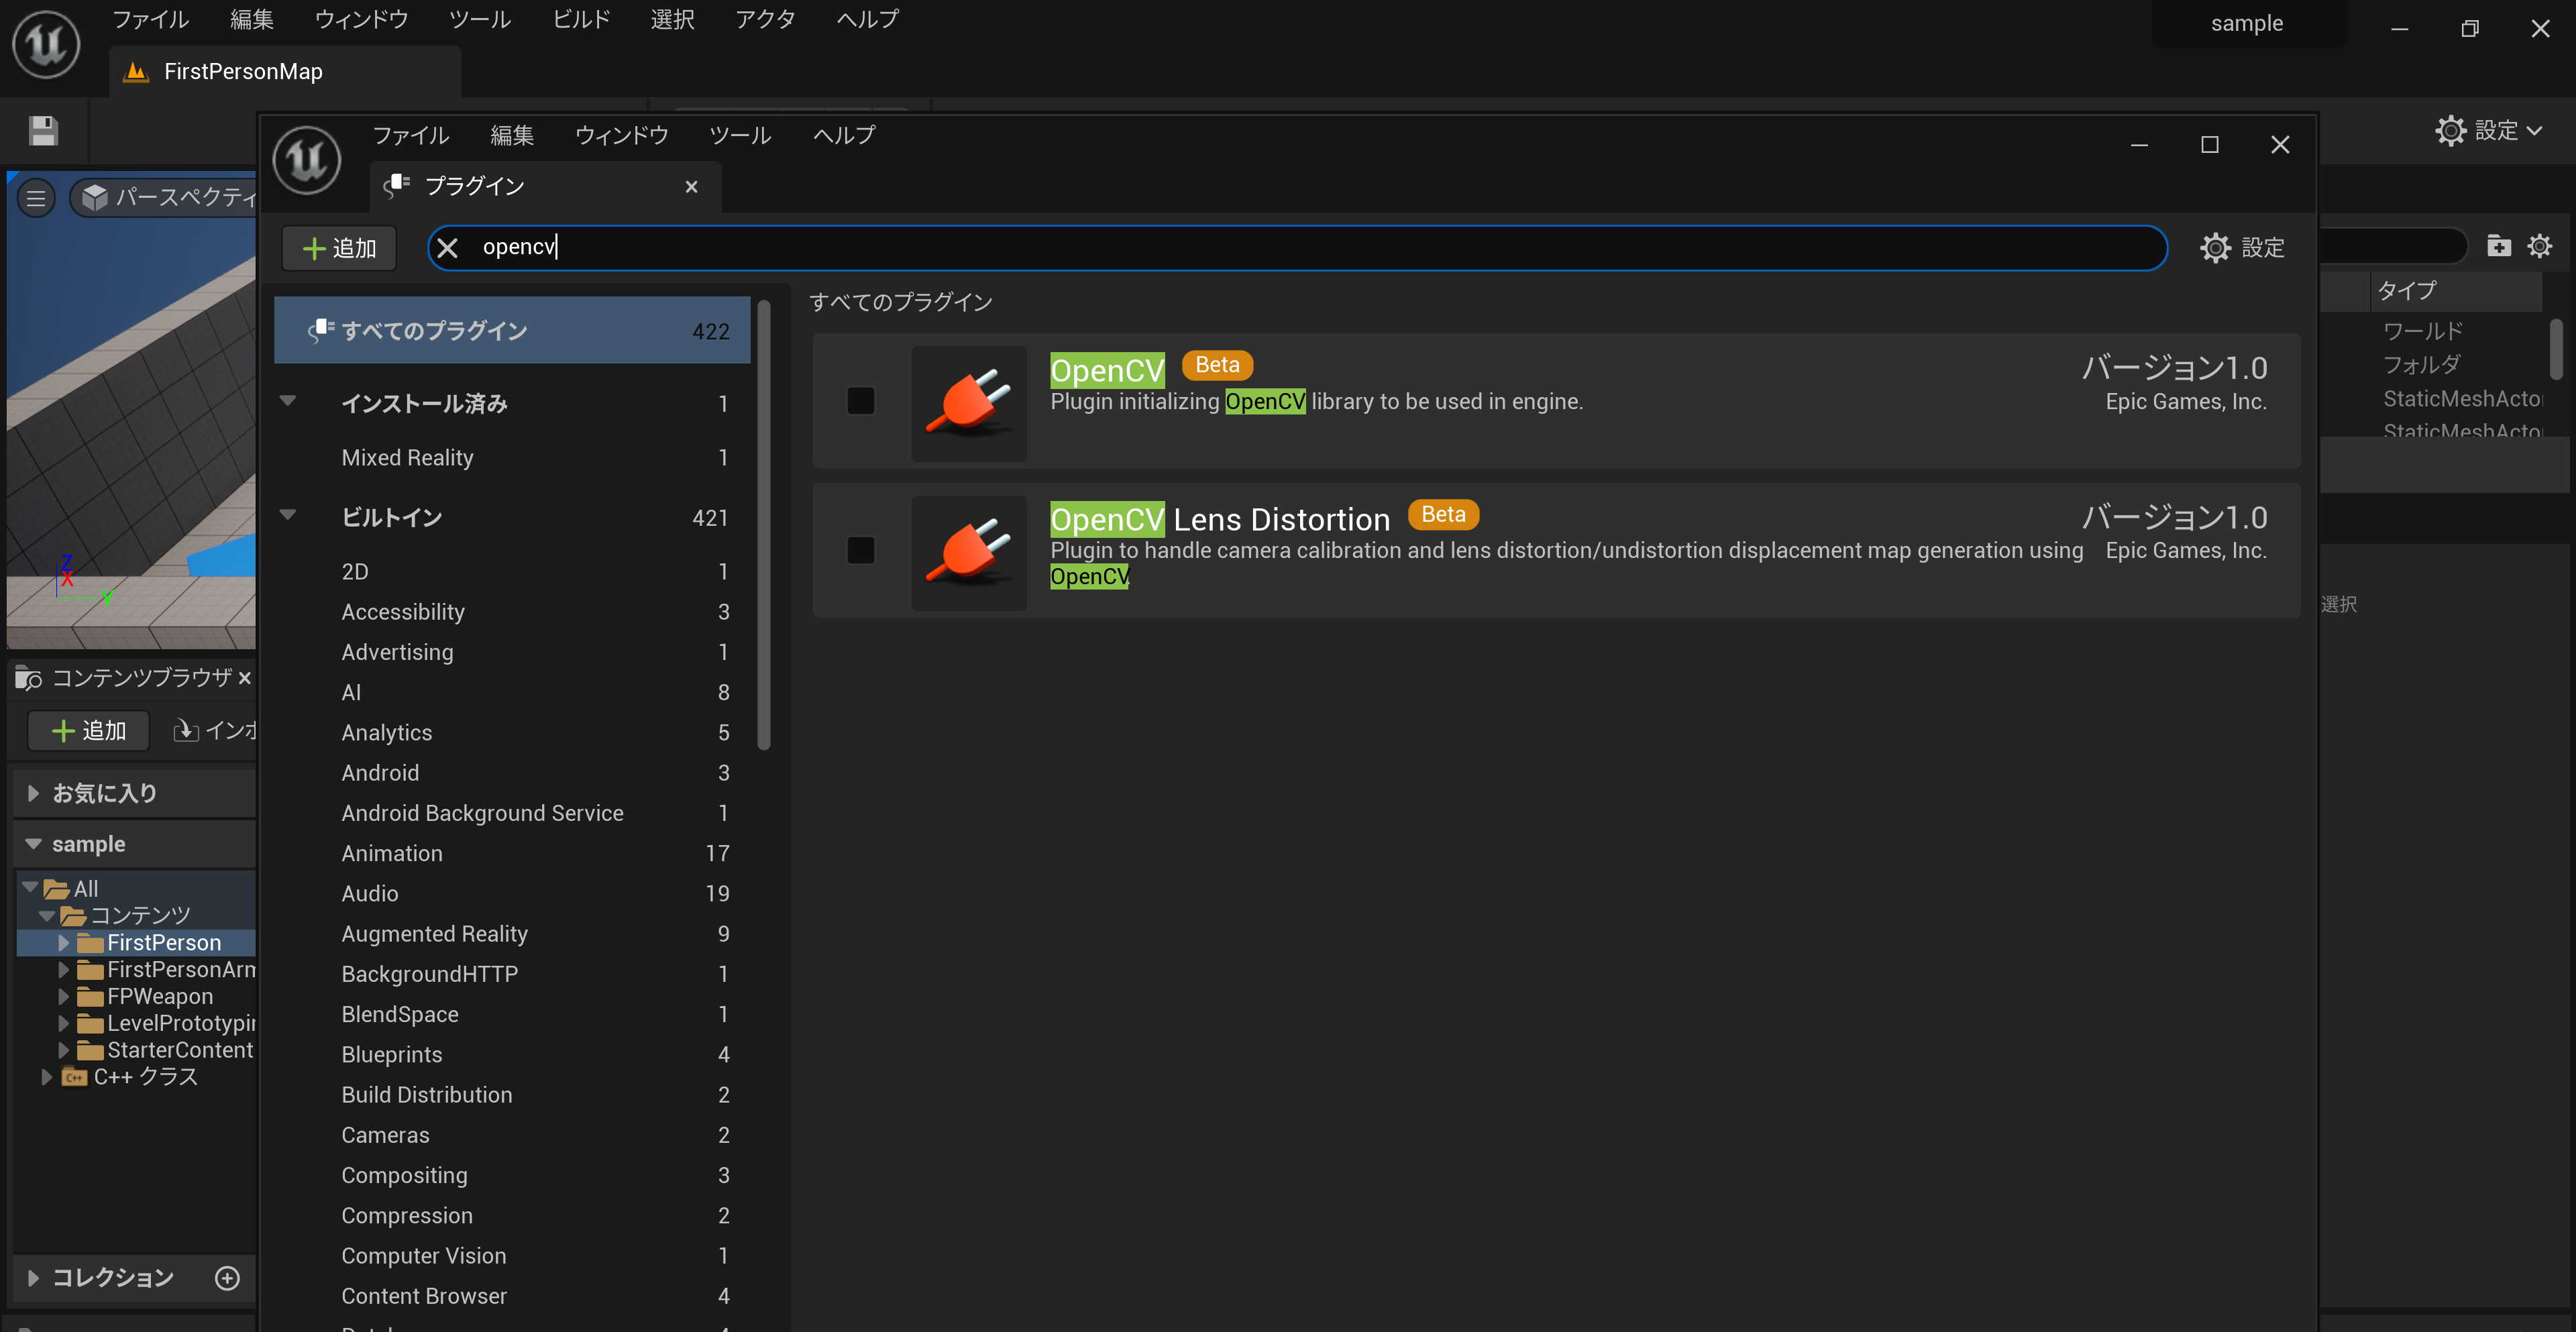 ファイル 編集 ウィンドウ ツール ビルド 選択 アクタ ヘルプ
sample
FirstPersonMap
設定
ファイル 編集 ウィンドウ ツール ヘルプ
プラグイン
追加
opencv
設定
パースペクティ
すべてのプラグイン 422
インストール済み 1
Mixed Reality 1
ビルトイン 421
2D 1
Accessibility 3
Advertising 1
AI 8
Analytics 5
Android 3
Android Background Service 1
Animation 17
Audio 19
Augmented Reality 9
BackgroundHTTP 1
BlendSpace 1
Blueprints 4
Build Distribution 2
Cameras 2
Compositing 3
Compression 2
Computer Vision 1
Content Browser 4
すべてのプラグイン
OpenCV Beta
バージョン1.0
Plugin initializing OpenCV library to be used in engine.
Epic Games, Inc.
OpenCV Lens Distortion Beta
バージョン1.0
Plugin to handle camera calibration and lens distortion/undistortion displacement map generation using
OpenCV.
Epic Games, Inc.
タイプ
ワールド
フォルダ
StaticMeshActo
StaticMeshActo
選択
Z
X
Y
コンテンツブラウザ
追加
インポ
お気に入り
sample
All
コンテンツ
FirstPerson
FirstPersonArm
FPWeapon
LevelPrototypin
StarterContent
C++ クラス
コレクション